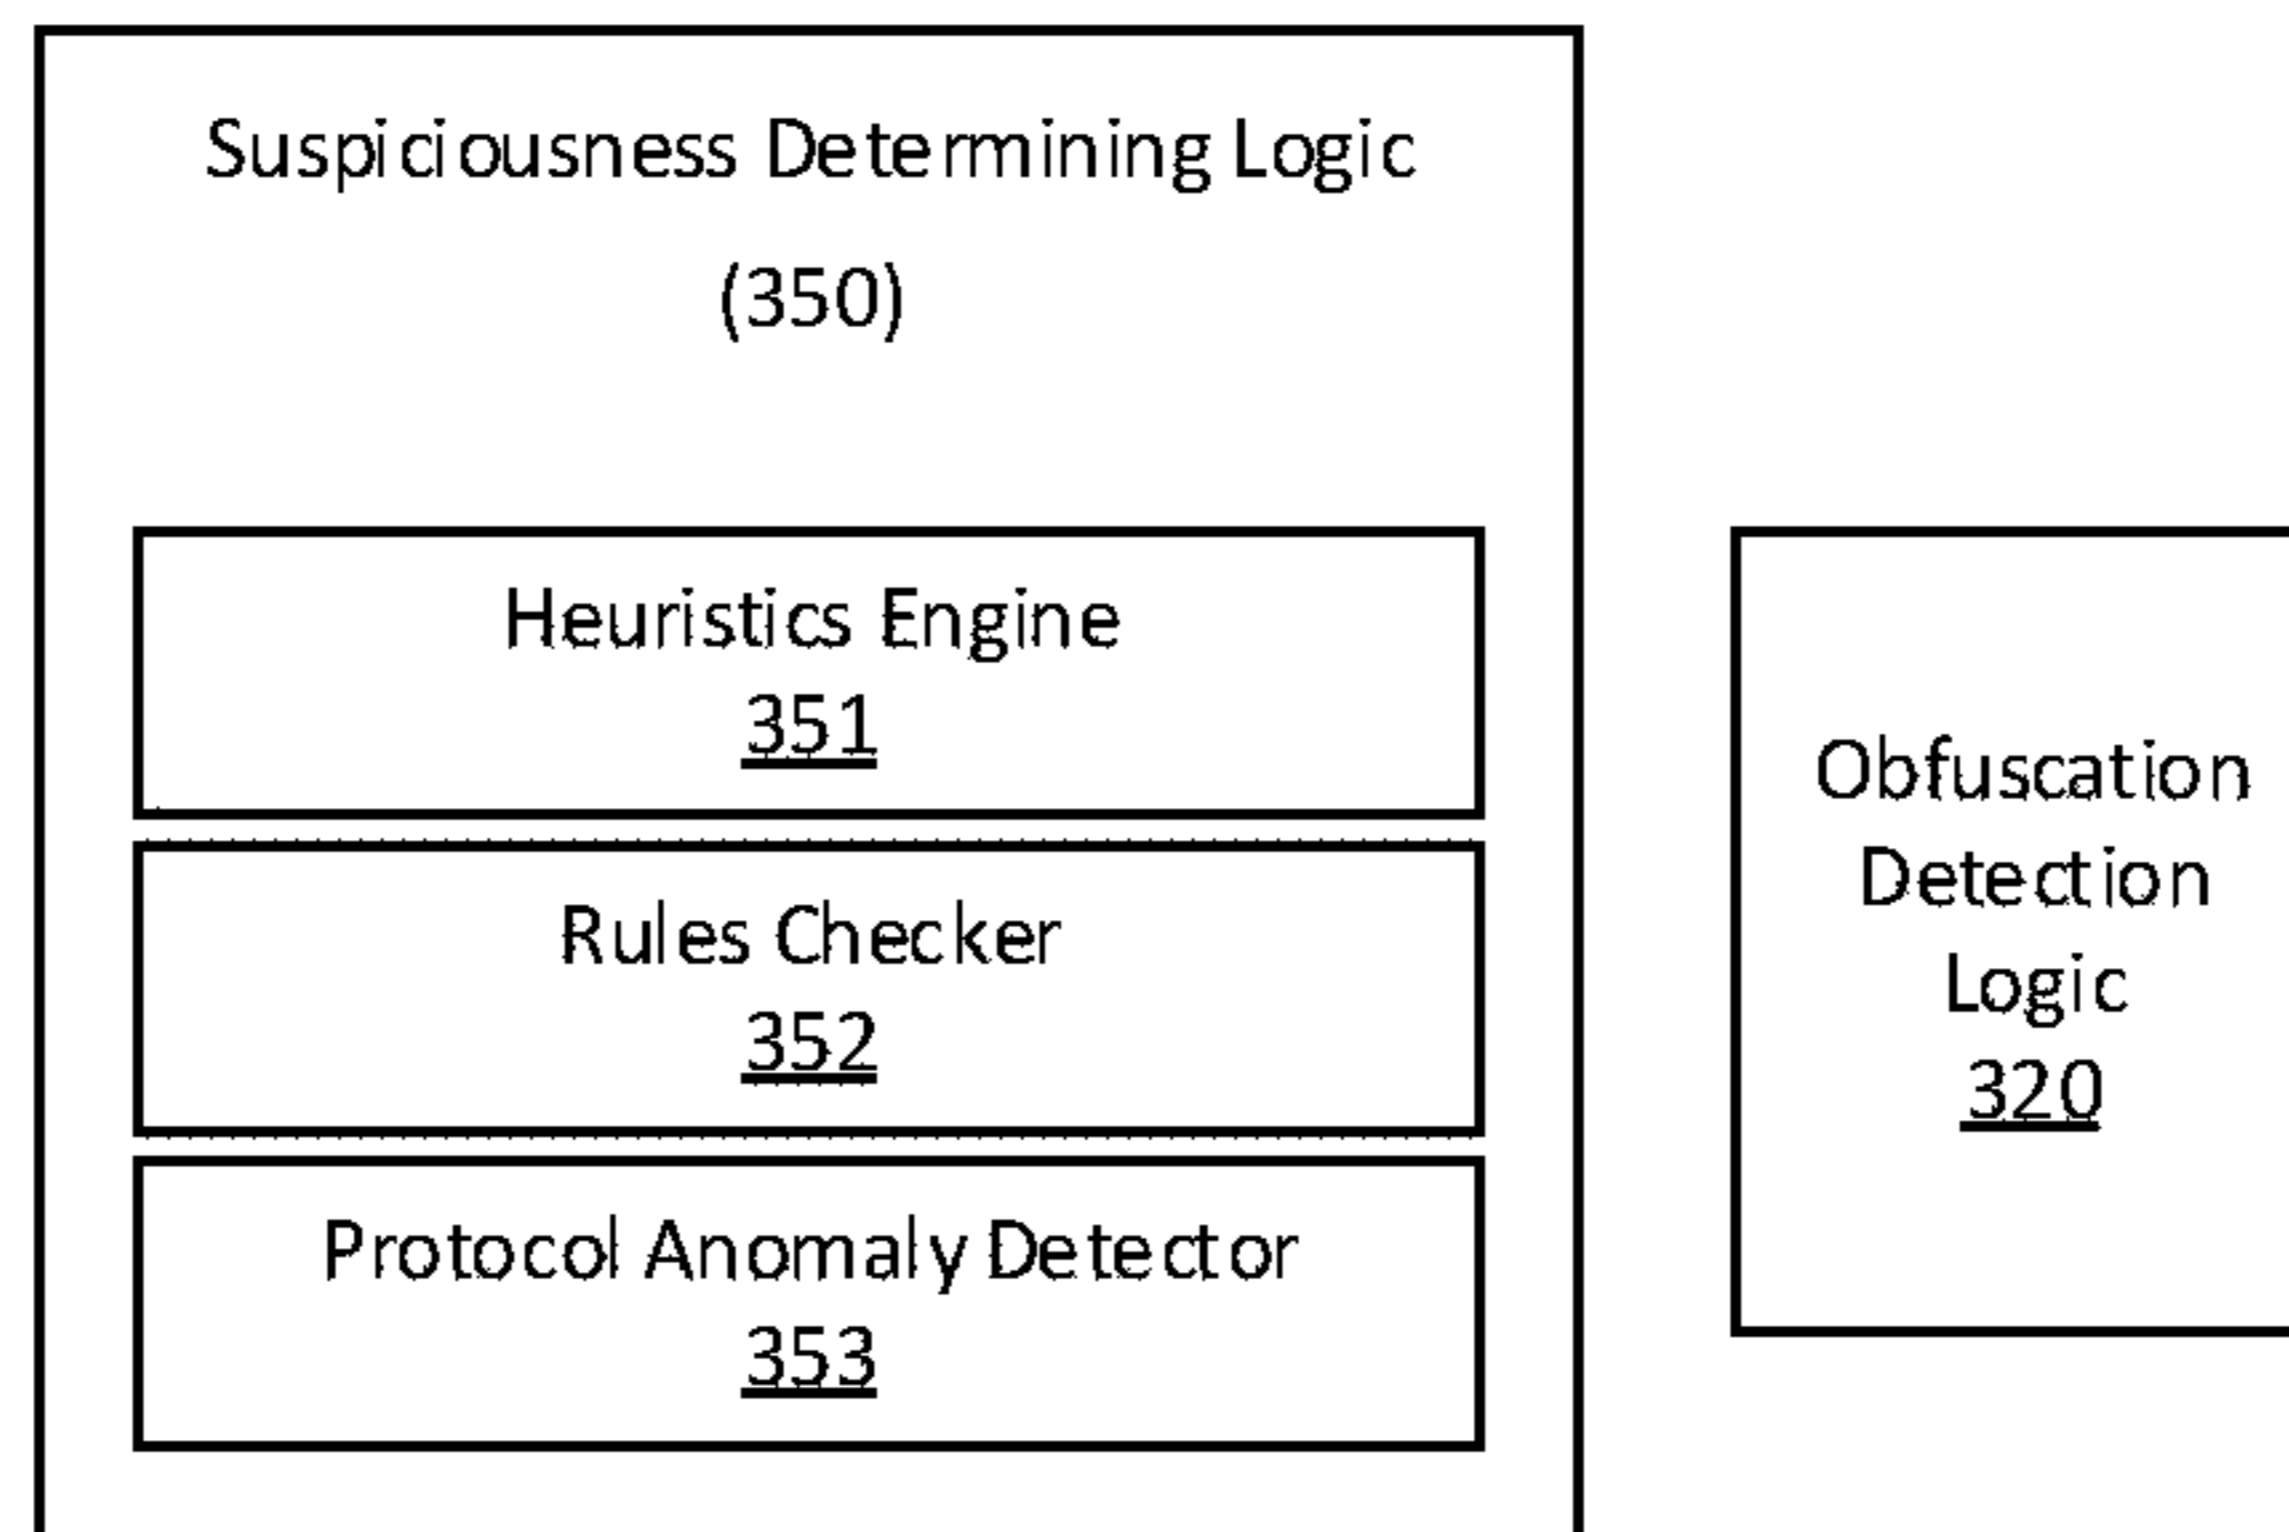 Suspiciousness Determining Logic
(350)
Heuristics Engine
351
Rules Checker
352
Protocol Anomaly Detector
353
Obfuscation
Detection
Logic
320